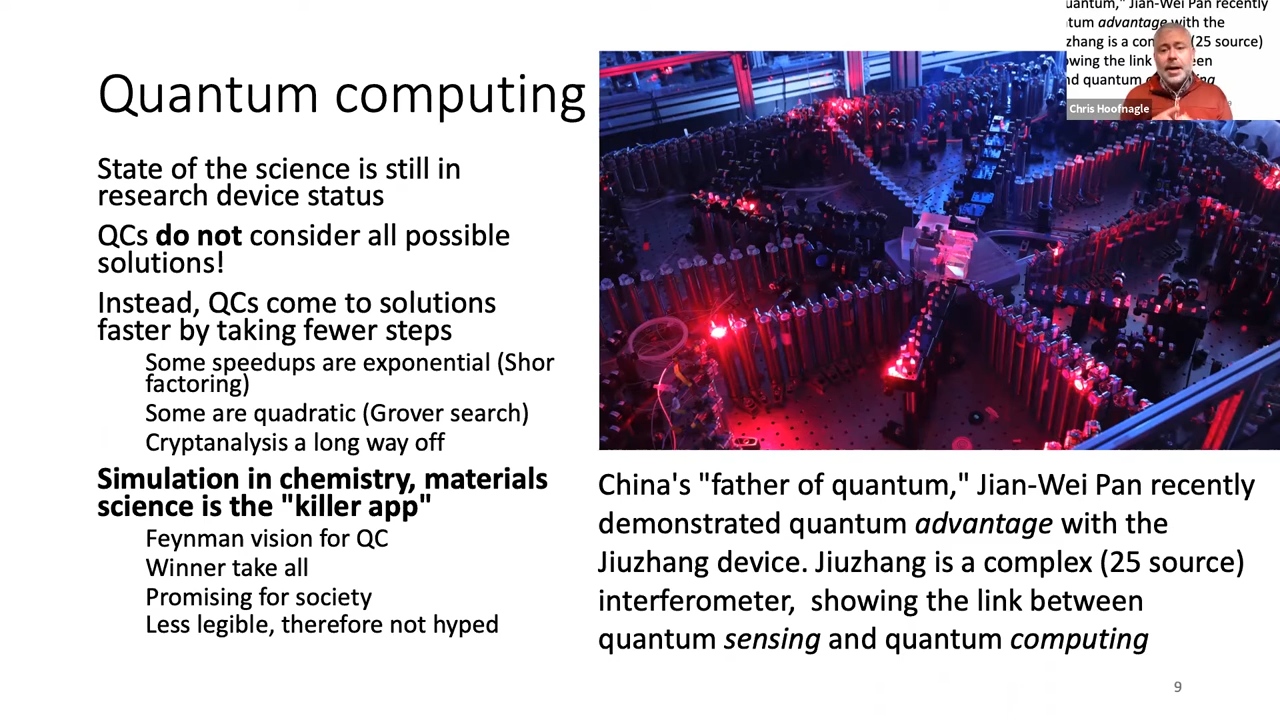 Quantum computing
State of the science is still in
research device status
QCs do not consider all possible
solutions!
Instead, QCs come to solutions
faster by taking fewer steps
Some speedups are exponential (Shor
factoring)
Some are quadratic (Grover search)
Cryptanalysis a long way off
Simulation in chemistry, materials
science is the "killer app"
Feynman vision for QC
Winner take all
Promising for society
Less legible, therefore not hyped
Jian-Wei Pan recently
advantage with the
zhang is a (25 source)
the link
quantum
Chris Hoofnagle
China's "father of quantum," Jian-Wei Pan recently
demonstrated quantum advantage with the
Jiuzhang device. Jiuzhang is a complex (25 source)
interferometer, showing the link between
quantum sensing and quantum computing
9